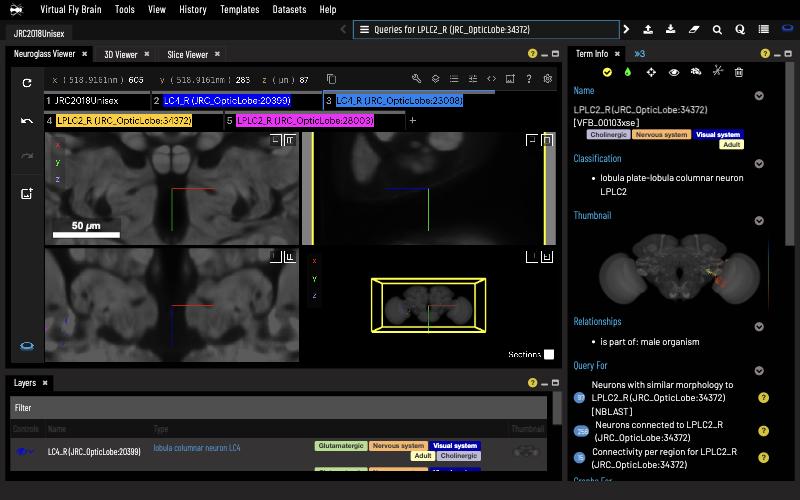 Virtual Fly Brain Tools View History Templates Datasets Help
JRC2018Unisex
Queries for LPLC2_R (JRC_OpticLobe:34372)
Neuroglass Viewer
3D Viewer
Slice Viewer
x (518.9161nm) 605 y (518.9161nm) 283 z (µm) 87
1 JRC2018Unisex
2 LC4_R (JRC_OpticLobe:20399)
3 LC4_R (JRC_OpticLobe:23098)
4 LPLC2_R (JRC_OpticLobe:34372)
5 LPLC2_R (JRC_OpticLobe:28003)
+
x
y
z
50 µm
x
y
z
Sections
Layers
Filter
Controls Name Type Thumbnail
LC4_R (JRC_OpticLobe:20399)
lobula columnar neuron LC4
Glutamatergic Nervous system Visual system
Adult Cholinergic
Term Info
»3
Name
LPLC2_R (JRC_OpticLobe:34372)
[VFB_00103xse]
Cholinergic Nervous system Visual system
Adult
Classification
• lobula plate-lobula columnar neuron
LPLC2
Thumbnail
Relationships
• is part of: male organism
Query For
Neurons with similar morphology to
LPLC2_R (JRC_OpticLobe:34372)
[NBLAST]
Neurons connected to LPLC2_R
(JRC_OpticLobe:34372)
15 Connectivity per region for LPLC2_R
(JRC_OpticLobe:34372)
Graphs For